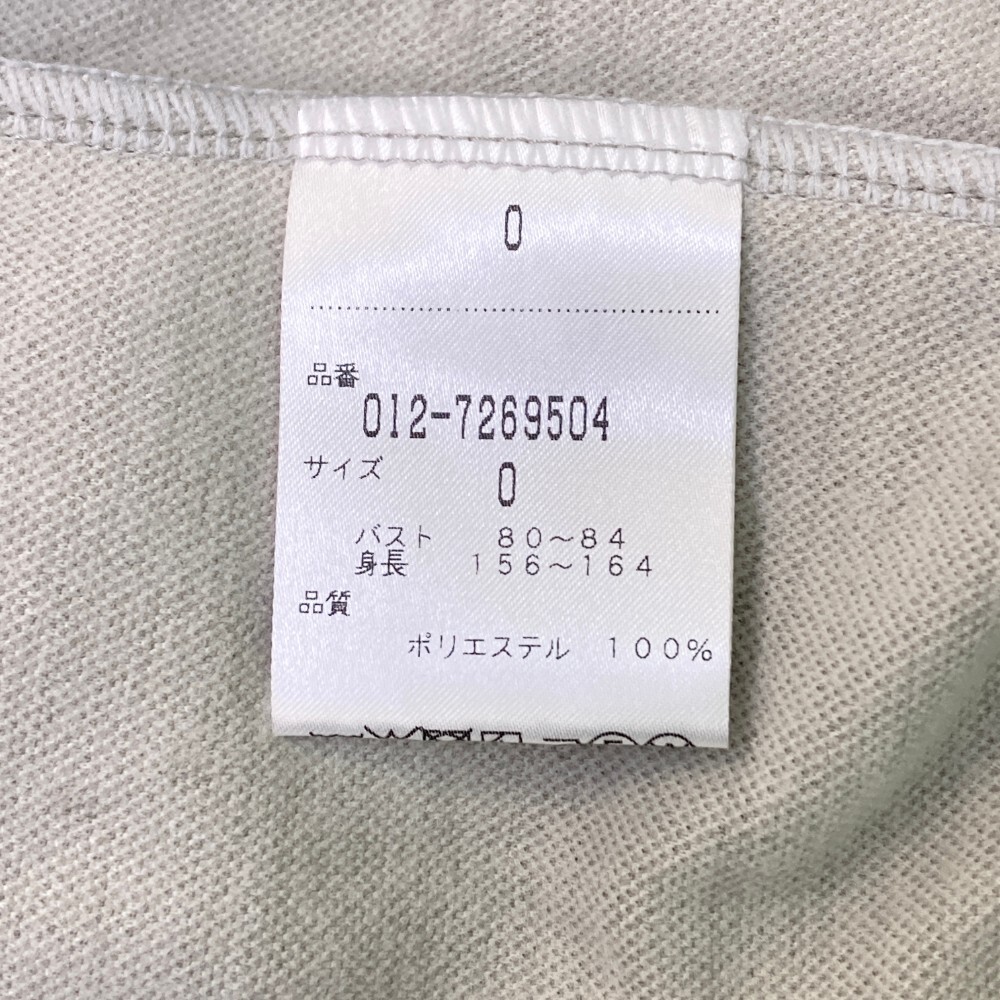 0
品番
012-7269504
サイズ
0
バスト 80～84
身長 156～164
品質
ポリエステル 100%